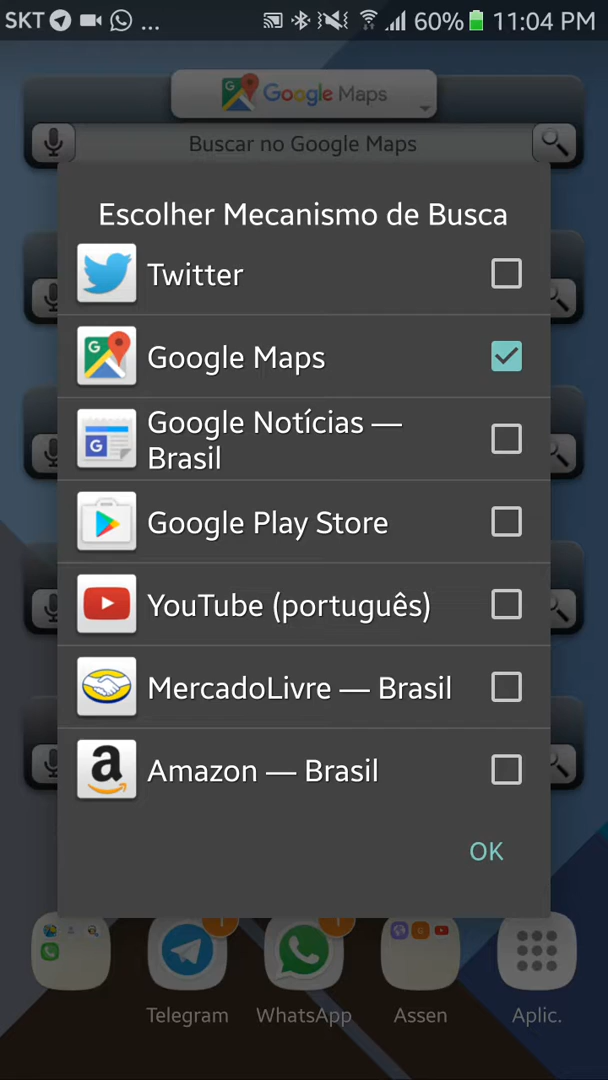 SKT ... 60% 11:04 PM
Google Maps
Buscar no Google Maps
Escolher Mecanismo de Busca
Twitter
Google Maps
Google Notícias —
Brasil
Google Play Store
YouTube (português)
MercadoLivre — Brasil
Amazon — Brasil
OK
Telegram WhatsApp Assen Aplic.